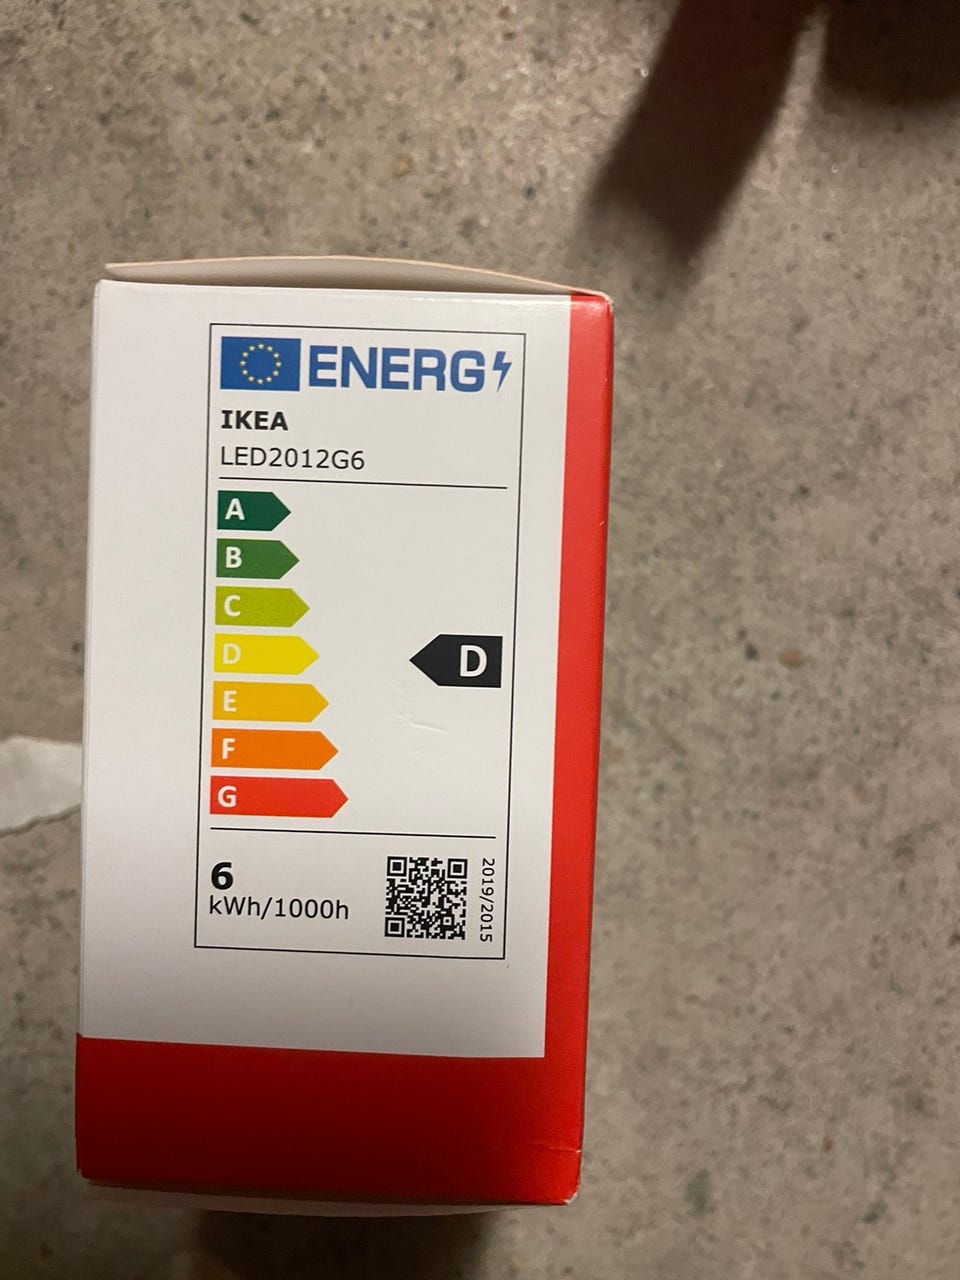 ENERG
IKEA
LED2012G6
A
B
C
D
D
E
F
G
6
kWh/1000h
2019/2015